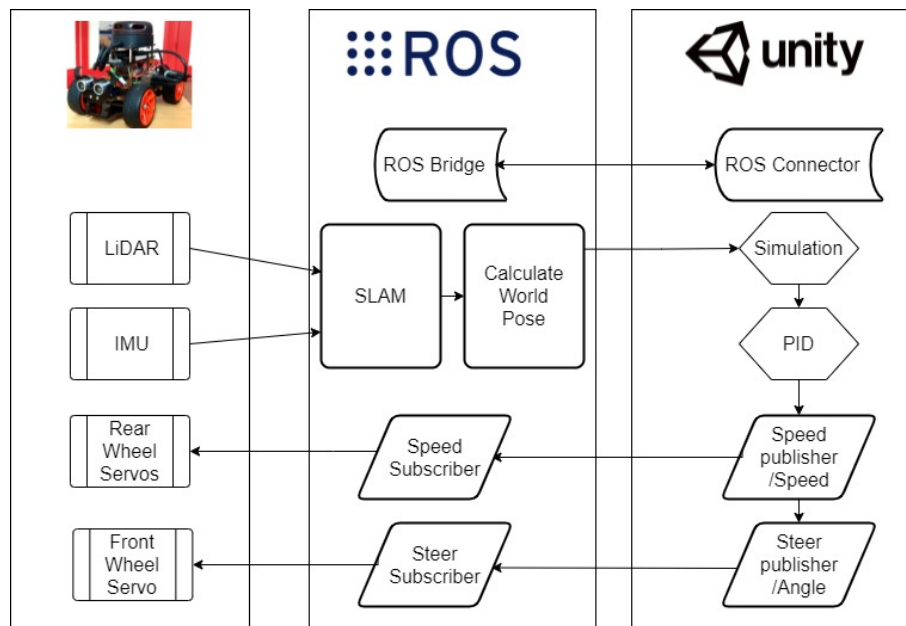 ROS
unity
ROS Bridge
ROS Connector
LiDAR
SLAM
Calculate
World
Pose
Simulation
IMU
PID
Rear
Wheel
Servos
Speed
Subscriber
Speed
publisher
/Speed
Front
Wheel
Servo
Steer
Subscriber
Steer
publisher
/Angle